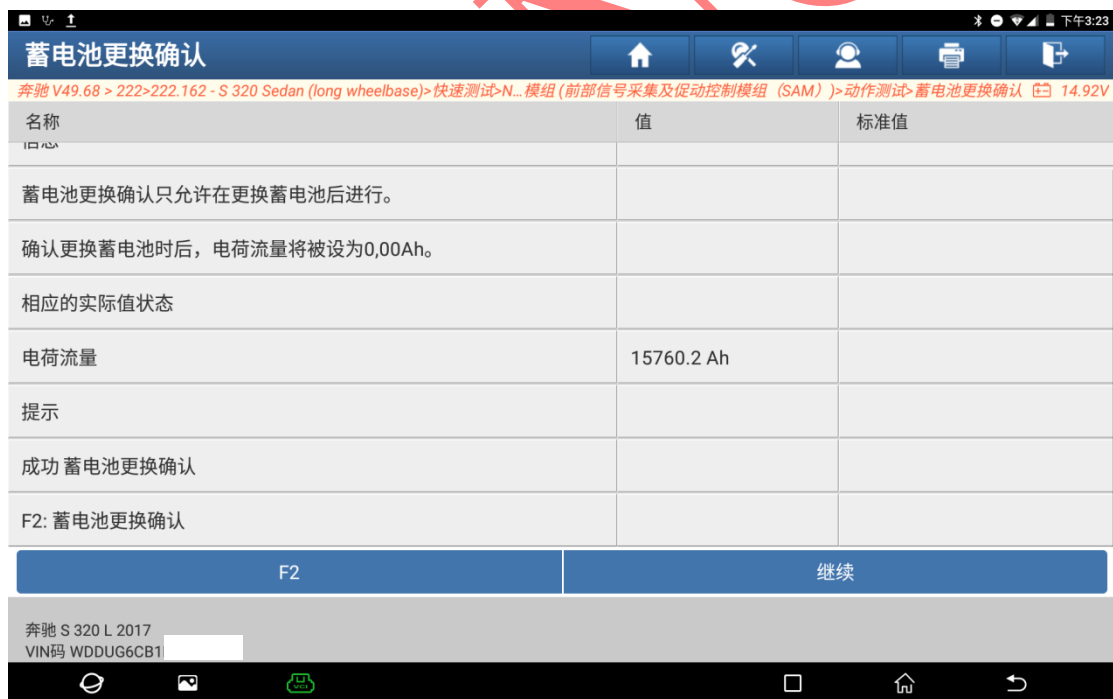 下午3:23
蓄电池更换确认
奔驰 V49.68 > 222>222.162 - S 320 Sedan (long wheelbase)>快速测试>N...模组 (前部信号采集及促动控制模组（SAM）)>动作测试>蓄电池更换确认 14.92V
名称 值 标准值
信息
蓄电池更换确认只允许在更换蓄电池后进行。
确认更换蓄电池时后，电荷流量将被设为0,00Ah。
相应的实际值状态
电荷流量 15760.2 Ah
提示
成功 蓄电池更换确认
F2: 蓄电池更换确认
F2 继续
奔驰 S 320 L 2017
VIN码 WDDUG6CB1
VCI